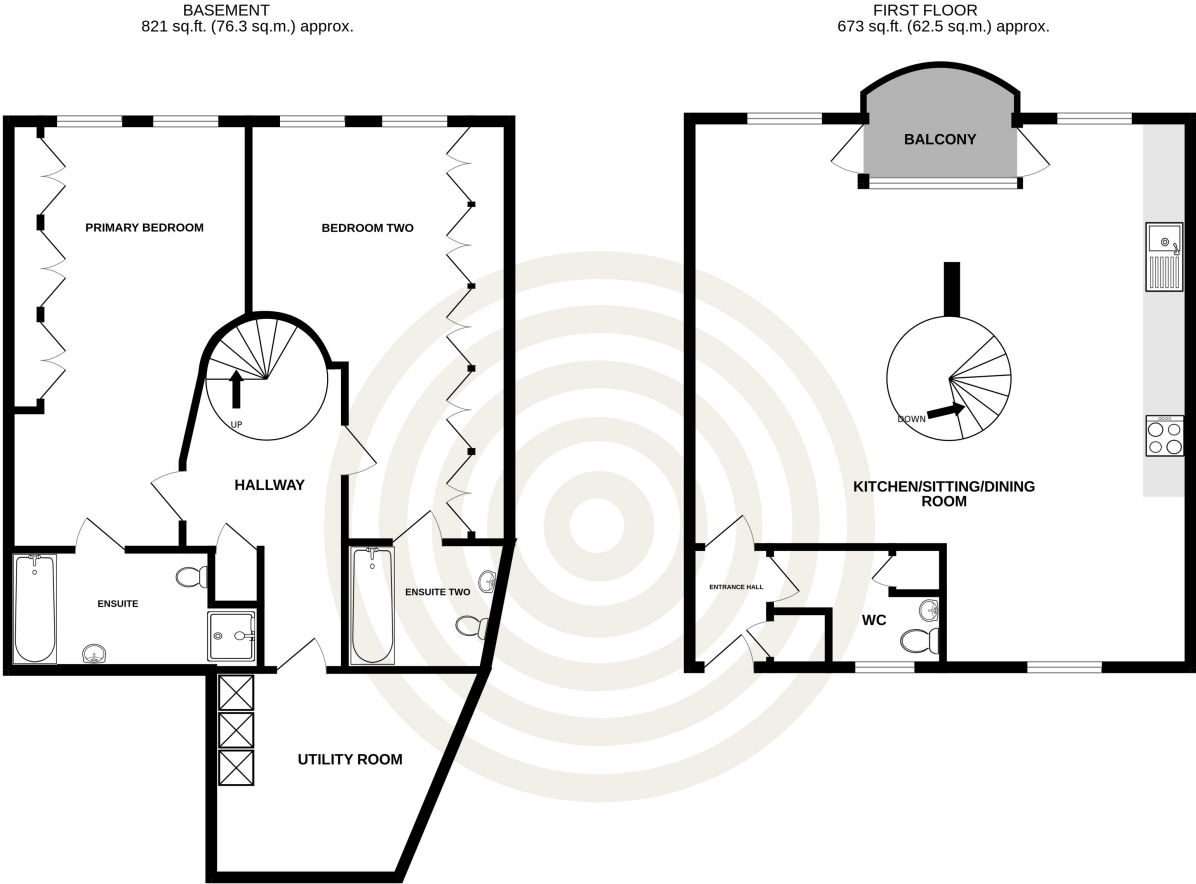 BASEMENT
821 sq.ft. (76.3 sq.m.) approx.
PRIMARY BEDROOM
BEDROOM TWO
UP
HALLWAY
ENSUITE
ENSUITE TWO
UTILITY ROOM
FIRST FLOOR
673 sq.ft. (62.5 sq.m.) approx.
BALCONY
DOWN
KITCHEN/SITTING/DINING
ROOM
ENTRANCE HALL
WC